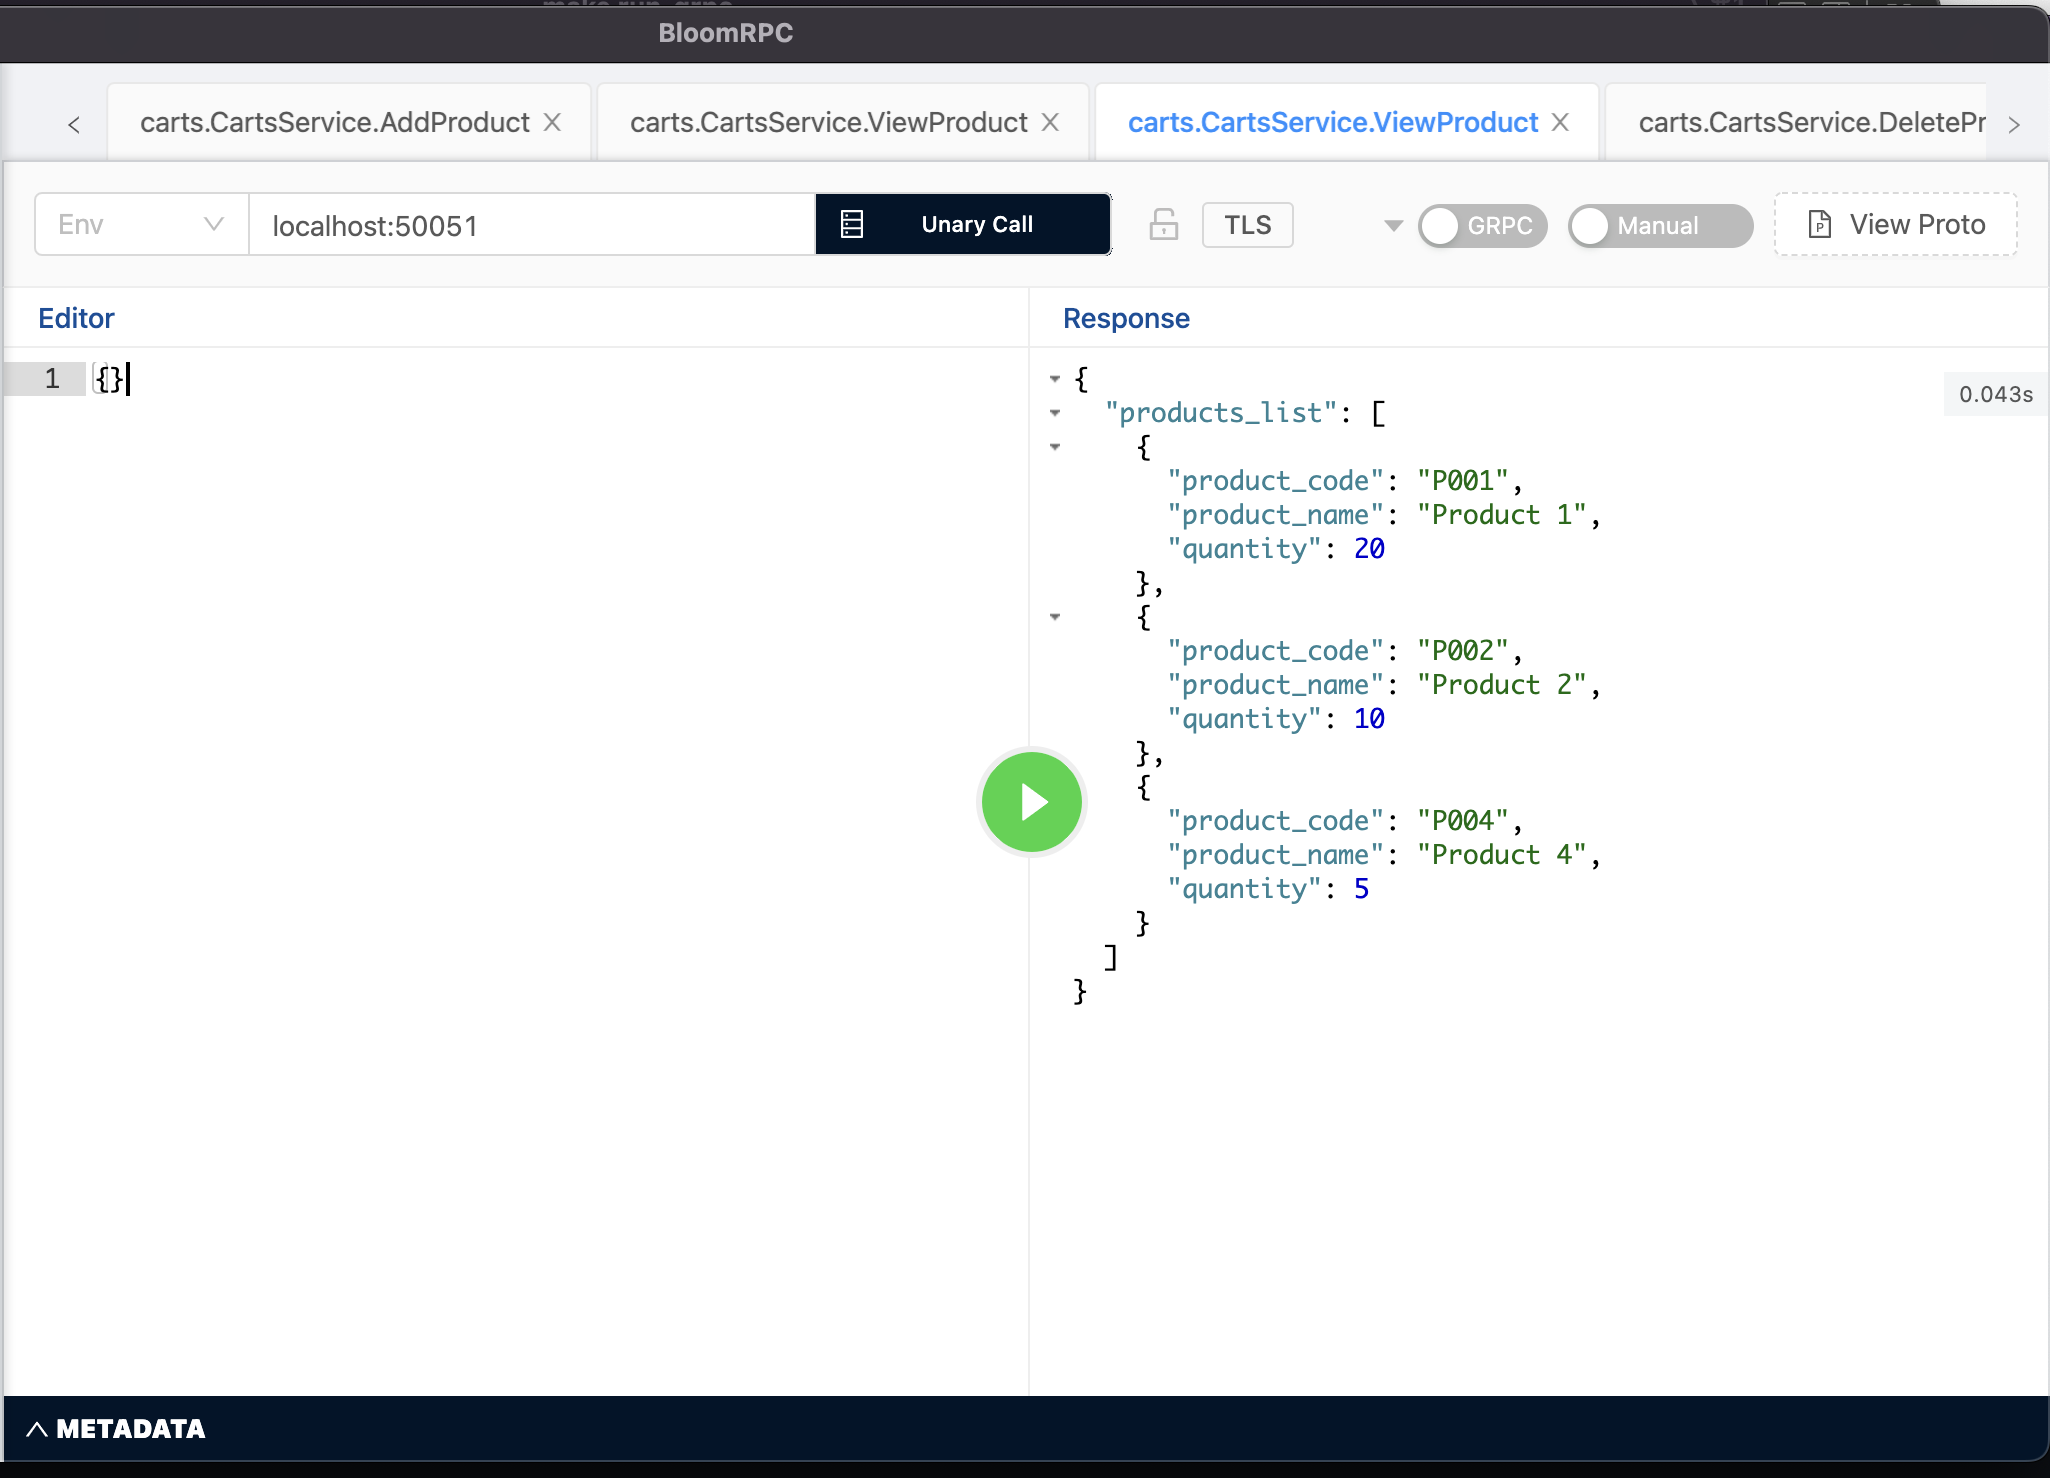 BloomRPC
carts.CartsService.AddProduct
carts.CartsService.ViewProduct
carts.CartsService.ViewProduct
carts.CartsService.DeletePr
Env
localhost:50051
Unary Call
TLS
GRPC
Manual
View Proto
Editor
Response
1 {}
0.043s
{
"products_list": [
{
"product_code": "P001",
"product_name": "Product 1",
"quantity": 20
},
{
"product_code": "P002",
"product_name": "Product 2",
"quantity": 10
},
{
"product_code": "P004",
"product_name": "Product 4",
"quantity": 5
}
]
}
METADATA